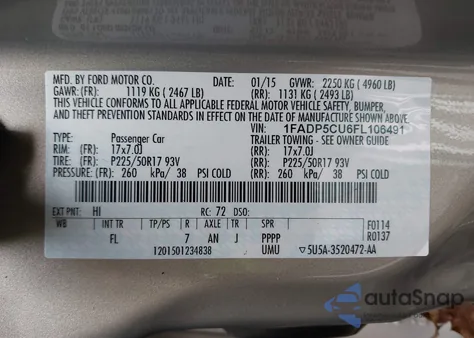 MFD. BY FORD MOTOR CO. DATE: 01/15 GVWR: 2250 KG ( 4960 LB)
GAWR: (FR): 1119 KG ( 2467 LB) (RR): 1131 KG ( 2493 LB)
THIS VEHICLE CONFORMS TO ALL APPLICABLE FEDERAL MOTOR VEHICLE SAFETY, BUMPER,
AND THEFT PREVENTION STANDARDS IN EFFECT ON THE DATE OF MANUFACTURE SHOWN ABOVE.
VIN: 1FADP5CU6FL106491
TYPE: Passenger Car TRAILER TOWING - SEE OWNER GUIDE
RIM: (FR): 17x7.0J (RR): 17x7.0J
TIRE: (FR): P225/50R17 93V (RR): P225/50R17 93V
PRESSURE: (FR): 260 kPa/ 38 PSI COLD (RR): 260 kPa/ 38 PSI COLD
EXT PNT: HI RC: 72 DSO:
WB INT TR TP/PS R AXLE TR SPR F0114
FL 7 AN J PPPP R0137
1201501234838 UMU 5U5A-3520472-AA
autoSnap